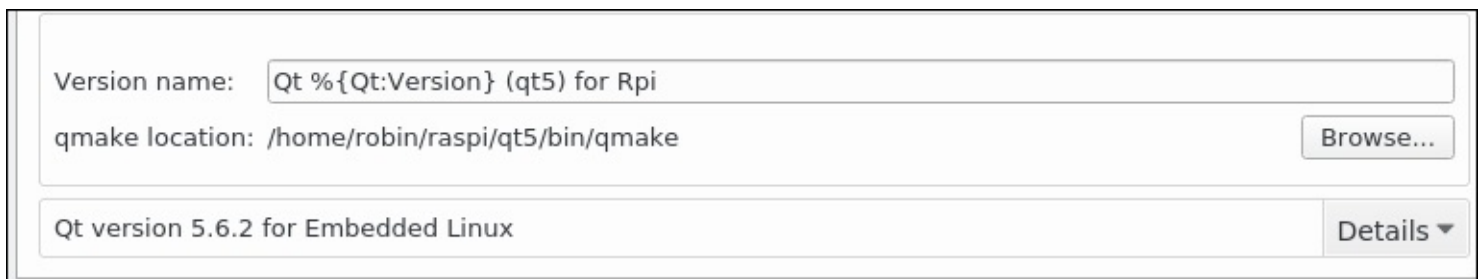 Version name: Qt %{Qt:Version} (qt5) for Rpi
qmake location: /home/robin/raspi/qt5/bin/qmake Browse...
Qt version 5.6.2 for Embedded Linux Details